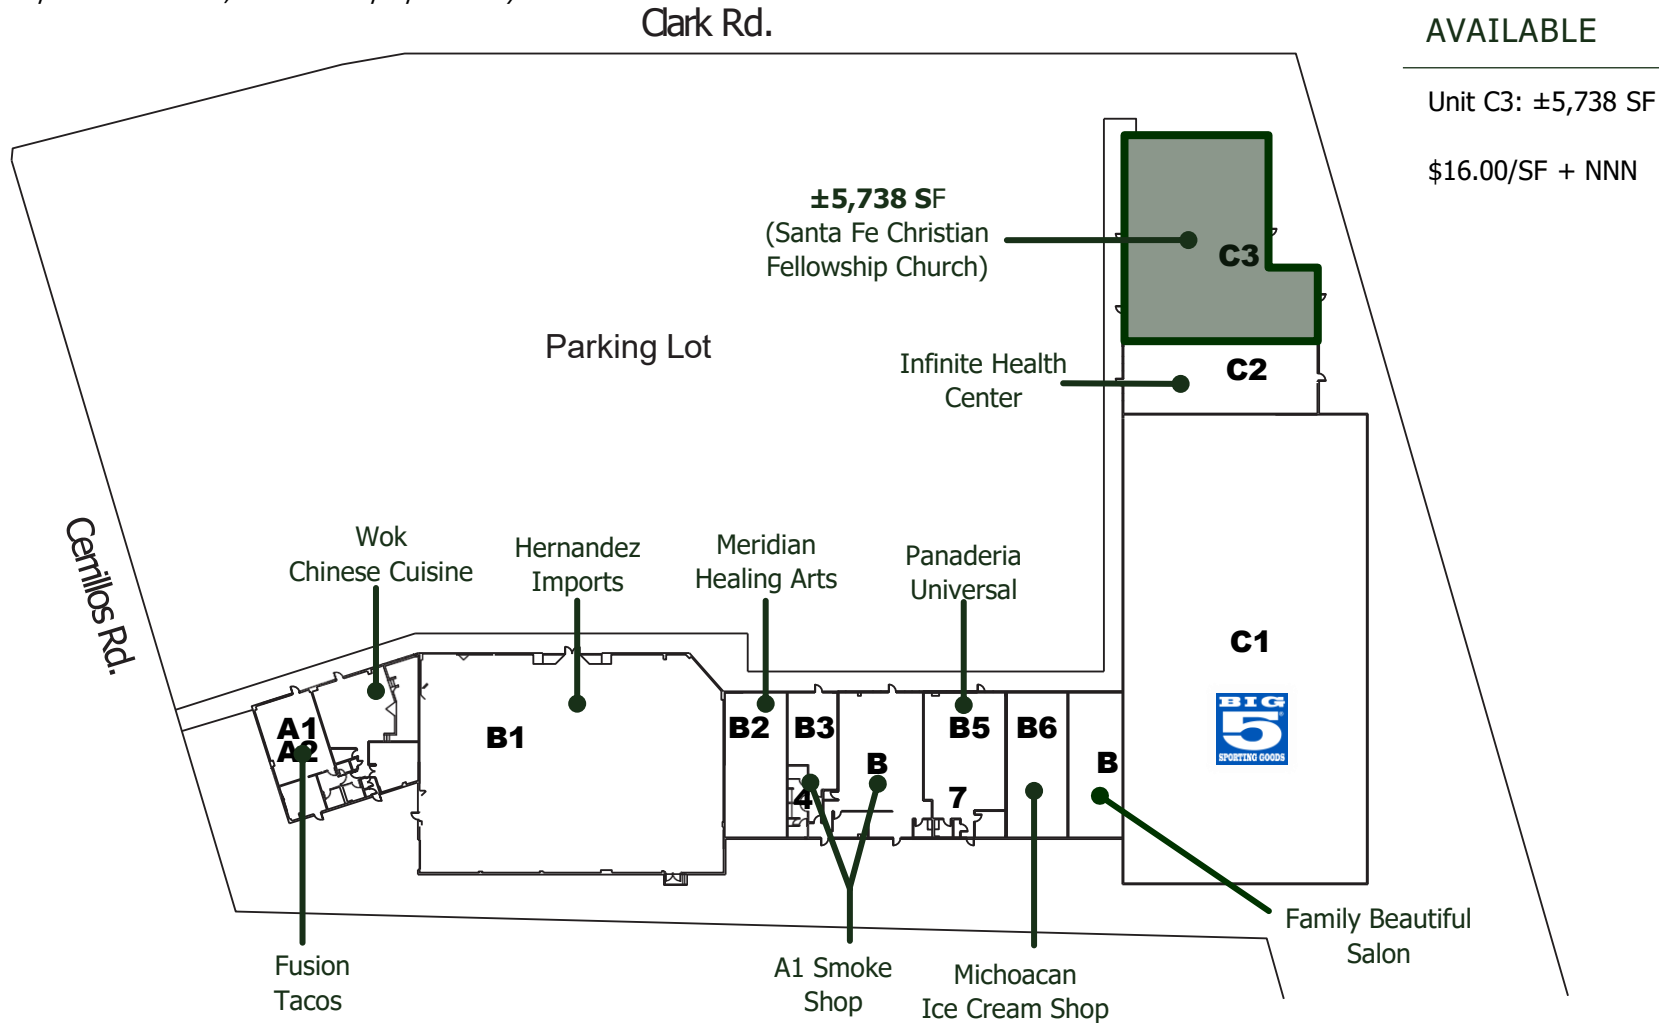 Clark Rd.
AVAILABLE
Unit C3: ±5,738 SF
$16.00/SF + NNN
±5,738 SF
(Santa Fe Christian
Fellowship Church)
C3
Parking Lot
Infinite Health
Center
C2
Cerrillos Rd.
Wok
Chinese Cuisine
Hernandez
Imports
Meridian
Healing Arts
Panaderia
Universal
C1
BIG
5
SPORTING GOODS
A1
A2
B1
B2
B3
B
4
B5
7
B6
B
Fusion
Tacos
A1 Smoke
Shop
Michoacan
Ice Cream Shop
Family Beautiful
Salon